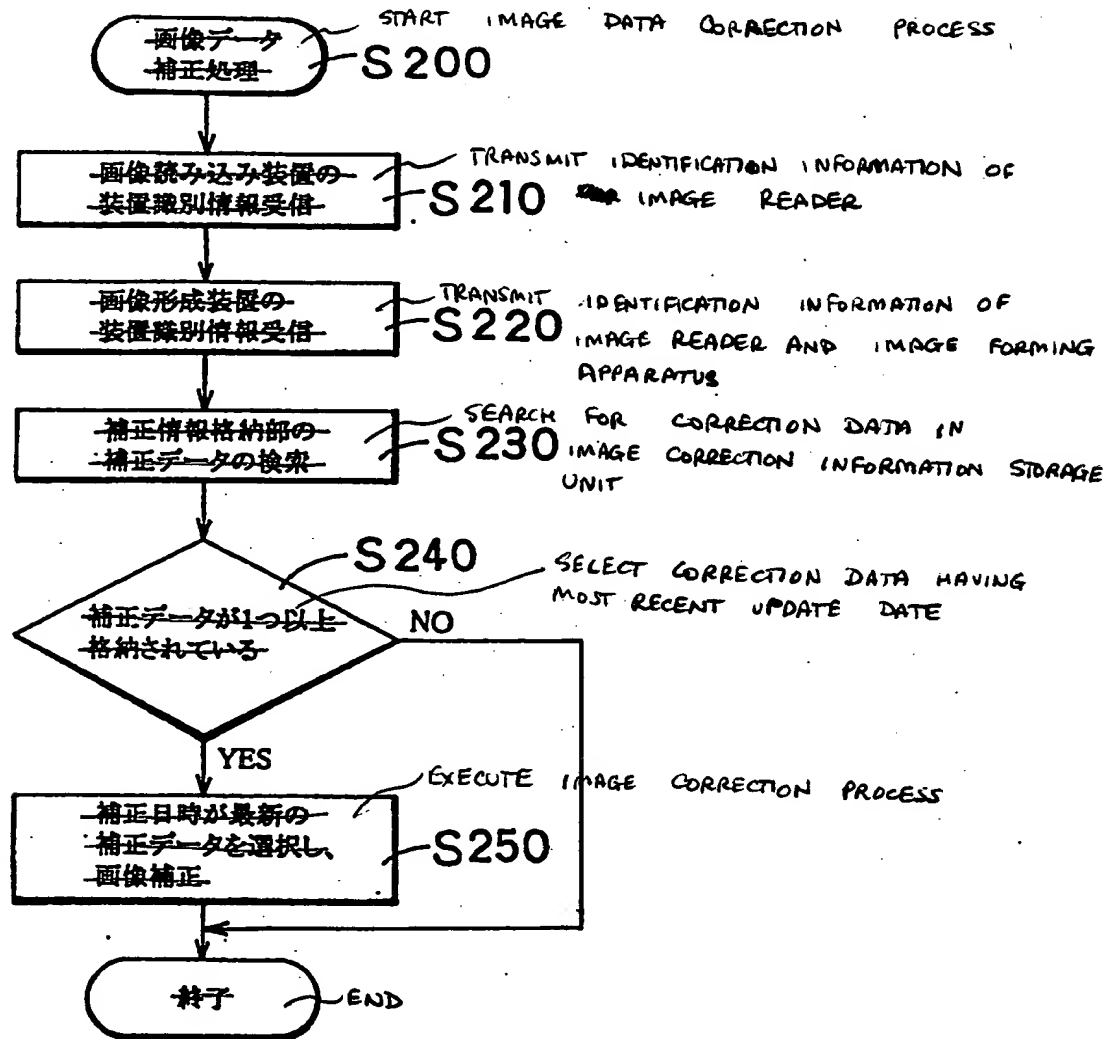 画像データ
補正処理
START IMAGE DATA CORRECTION PROCESS
S200
画像読み込み装置の
装置識別情報受信
TRANSMIT IDENTIFICATION INFORMATION OF
IMAGE READER
S210
画像形成装置の
装置識別情報受信
TRANSMIT IDENTIFICATION INFORMATION OF
IMAGE READER AND IMAGE FORMING
APPARATUS
S220
補正情報格納部の
補正データの検索
SEARCH FOR CORRECTION DATA IN
IMAGE CORRECTION INFORMATION STORAGE
UNIT
S230
S240
補正データが1つ以上
格納されている
SELECT CORRECTION DATA HAVING
MOST RECENT UPDATE DATE
NO
YES
補正日時が最新の
補正データを選択し、
画像補正
EXECUTE IMAGE CORRECTION PROCESS
S250
終了
END